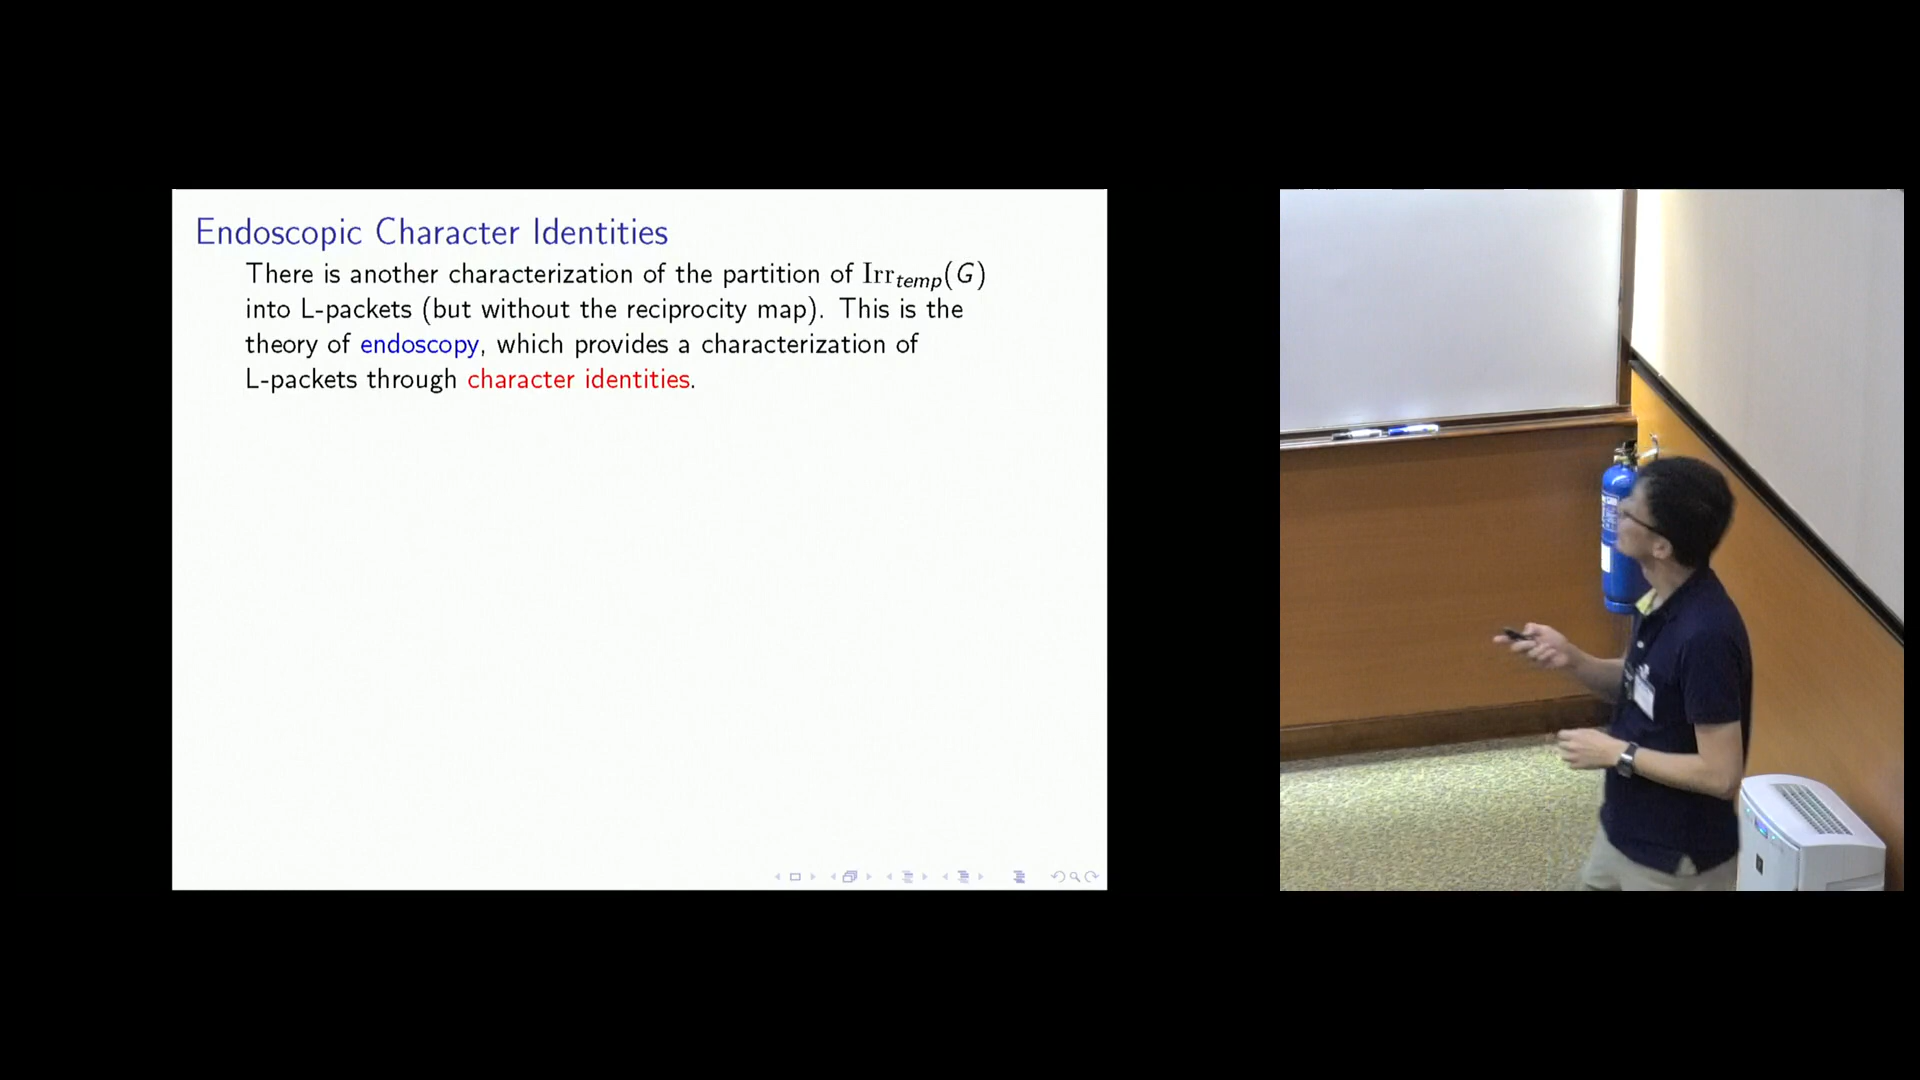 Endoscopic Character Identities
There is another characterization of the partition of Irr_temp(G)
into L-packets (but without the reciprocity map). This is the
theory of endoscopy, which provides a characterization of
L-packets through character identities.